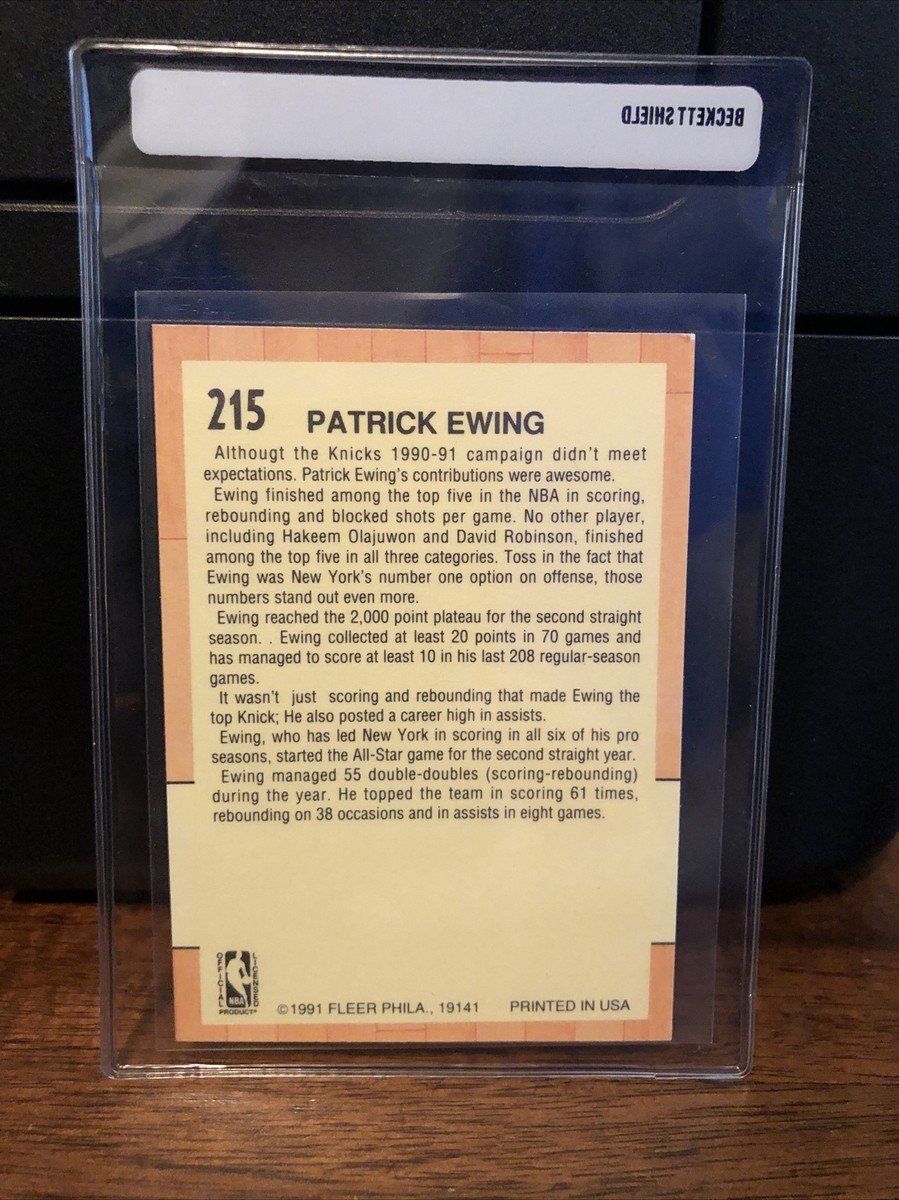 BECKETT SHIELD
215 PATRICK EWING
Althougt the Knicks 1990-91 campaign didn't meet
expectations. Patrick Ewing's contributions were awesome.
Ewing finished among the top five in the NBA in scoring,
rebounding and blocked shots per game. No other player,
including Hakeem Olajuwon and David Robinson, finished
among the top five in all three categories. Toss in the fact that
Ewing was New York's number one option on offense, those
numbers stand out even more.
Ewing reached the 2,000 point plateau for the second straight
season. . Ewing collected at least 20 points in 70 games and
has managed to score at least 10 in his last 208 regular-season
games.
It wasn't just scoring and rebounding that made Ewing the
top Knick; He also posted a career high in assists.
Ewing, who has led New York in scoring in all six of his pro
seasons, started the All-Star game for the second straight year.
Ewing managed 55 double-doubles (scoring-rebounding)
during the year. He topped the team in scoring 61 times,
rebounding on 38 occasions and in assists in eight games.
OFFICIAL
LICENSED
NBA
PRODUCT®
©1991 FLEER PHILA., 19141 PRINTED IN USA